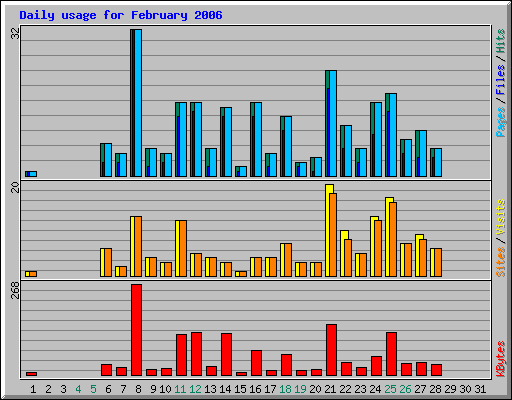 Daily usage for February 2006
32
Pages / Files / Hits
20
Sites / Visits
268
KBytes
1 2 3 4 5 6 7 8 9 10 11 12 13 14 15 16 17 18 19 20 21 22 23 24 25 26 27 28 29 30 31